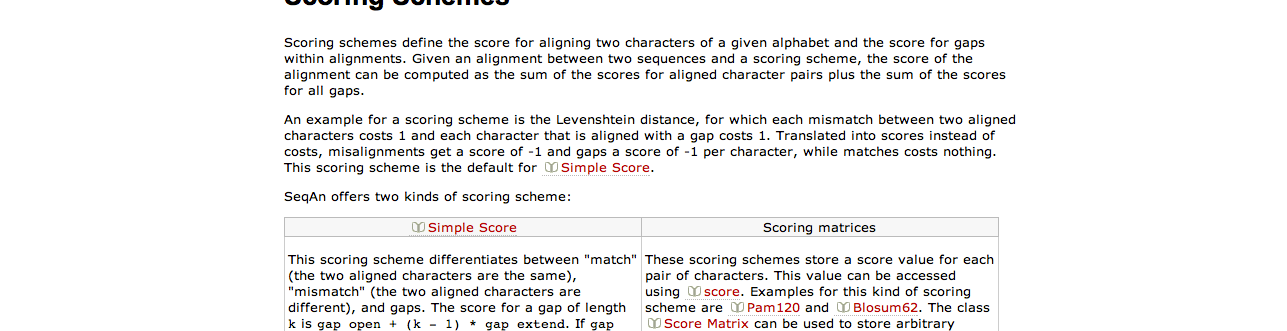 Scoring Schemes
Scoring schemes define the score for aligning two characters of a given alphabet and the score for gaps
within alignments. Given an alignment between two sequences and a scoring scheme, the score of the
alignment can be computed as the sum of the scores for aligned character pairs plus the sum of the scores
for all gaps.
An example for a scoring scheme is the Levenshtein distance, for which each mismatch between two aligned
characters costs 1 and each character that is aligned with a gap costs 1. Translated into scores instead of
costs, misalignments get a score of -1 and gaps a score of -1 per character, while matches costs nothing.
This scoring scheme is the default for Simple Score.
SeqAn offers two kinds of scoring scheme:
Simple Score
This scoring scheme differentiates between "match"
(the two aligned characters are the same),
"mismatch" (the two aligned characters are
different), and gaps. The score for a gap of length
k is gap open + (k - 1) * gap extend. If gap
Scoring matrices
These scoring schemes store a score value for each
pair of characters. This value can be accessed
using score. Examples for this kind of scoring
scheme are Pam120 and Blosum62. The class
Score Matrix can be used to store arbitrary